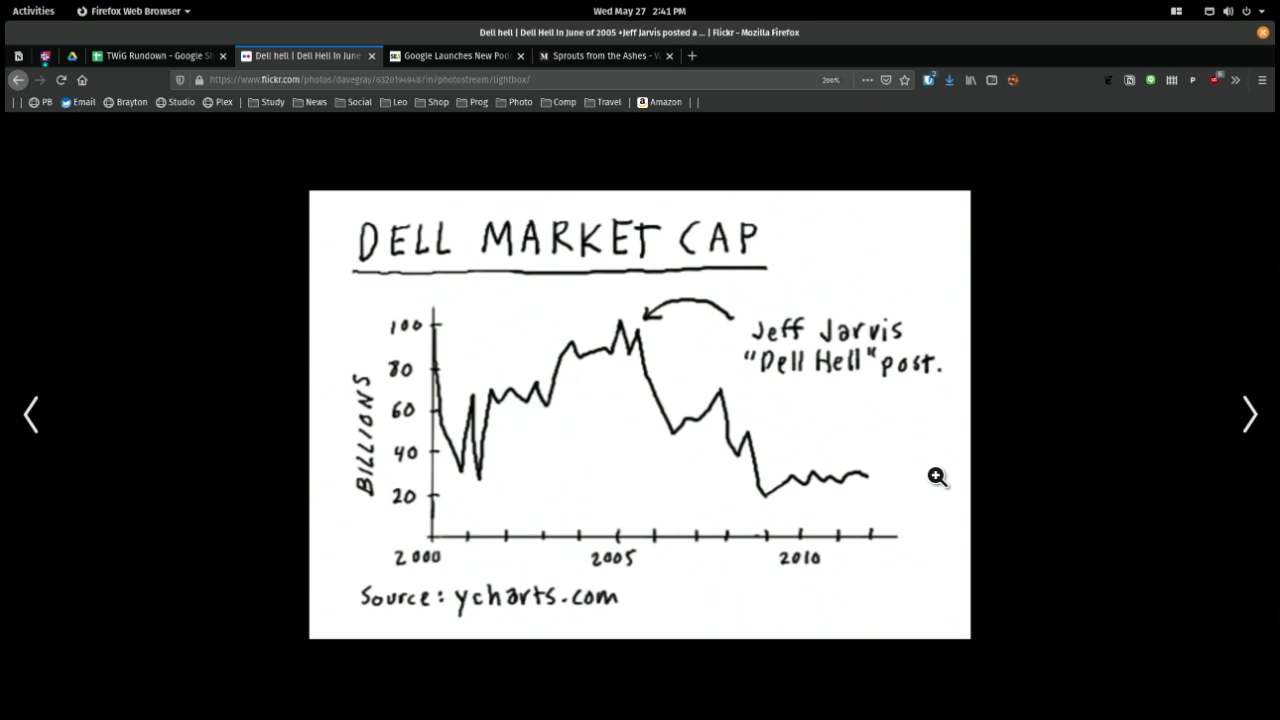 Activities Firefox Web Browser Wed May 27 2:41 PM
Dell hell | Dell Hell In June of 2005 +Jeff Jarvis posted a ... | Flickr - Mozilla Firefox
TWiG Rundown - Google Sh Dell hell | Dell Hell In June Google Launches New Pod Sprouts from the Ashes - W
https://www.flickr.com/photos/davegray/6320194948/in/photostream/lightbox/ 200%
PB Email Brayton Studio Plex Study News Social Leo Shop Prog Photo Comp Travel Amazon
DELL MARKET CAP
100
80
60
40
20
BILLIONS
Jeff Jarvis
"Dell Hell" post.
2000 2005 2010
Source: ycharts.com